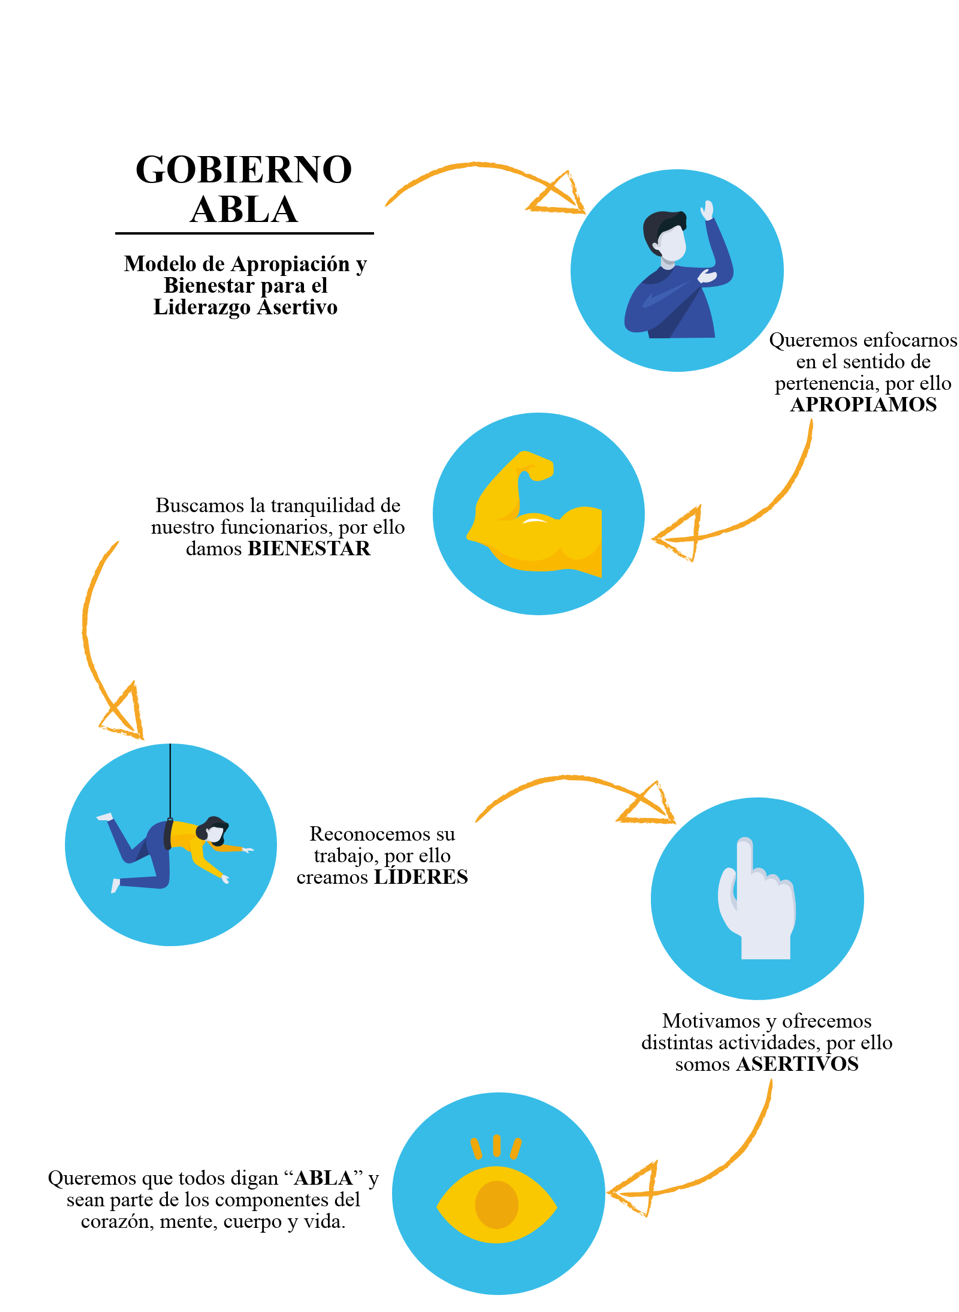 GOBIERNO
ABLA
Modelo de Apropiación y
Bienestar para el
Liderazgo Asertivo
Queremos enfocarnos
en el sentido de
pertenencia, por ello
APROPIAMOS
Buscamos la tranquilidad de
nuestro funcionarios, por ello
damos BIENESTAR
Reconocemos su
trabajo, por ello
creamos LÍDERES
Motivamos y ofrecemos
distintas actividades, por ello
somos ASERTIVOS
Queremos que todos digan “ABLA” y
sean parte de los componentes del
corazón, mente, cuerpo y vida.